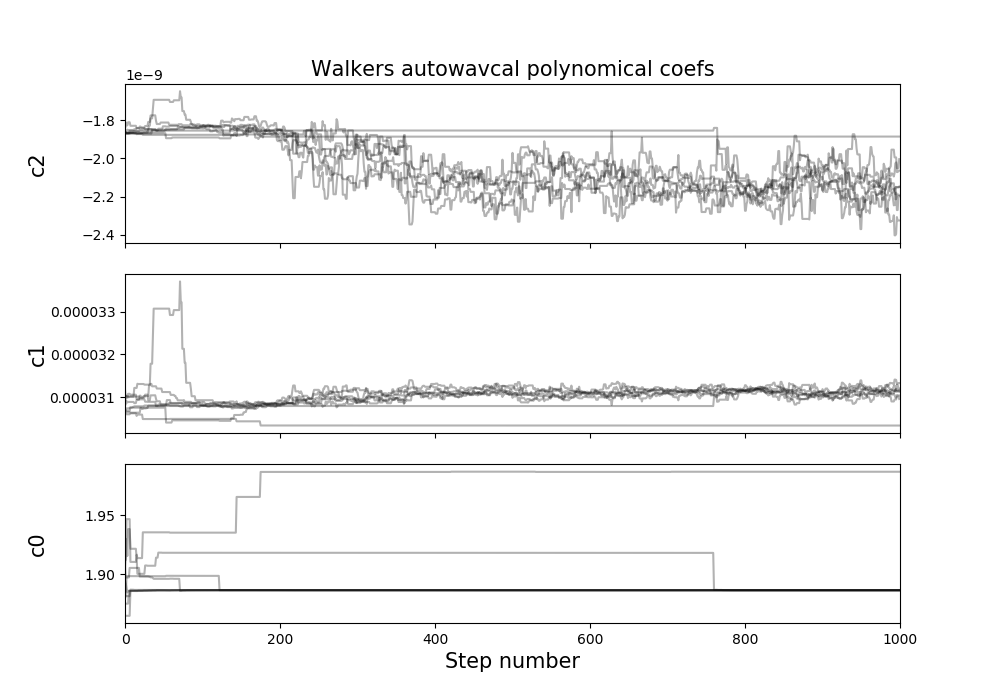 Walkers autowavcal polynomical coefs
1e−9
−1.8
−2.0
−2.2
−2.4
c2
0.000033
0.000032
0.000031
c1
1.95
1.90
c0
0 200 400 600 800 1000
Step number